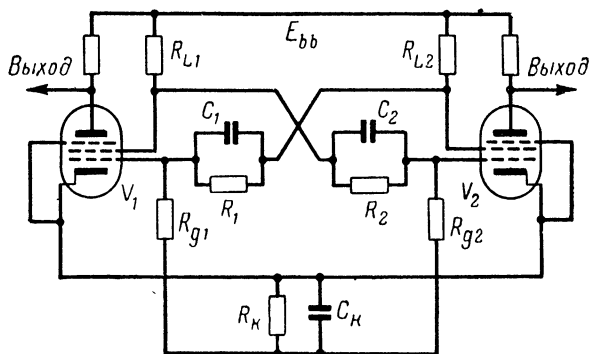 E_bb
R_L1
R_L2
Выход
Выход
C_1
C_2
V_1
V_2
R_1
R_2
R_g1
R_g2
R_к
C_к